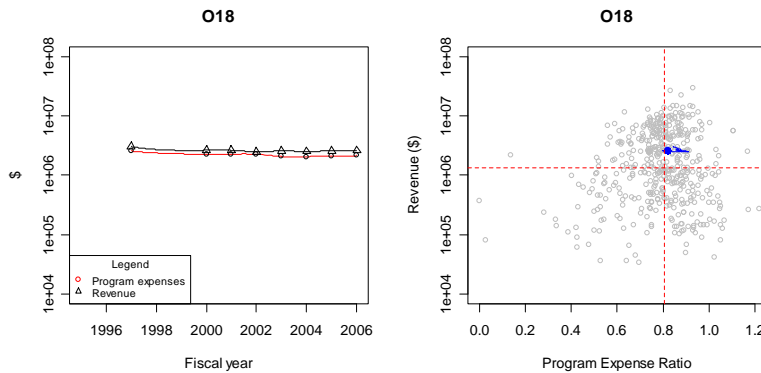 O18
$
1e+08
1e+07
1e+06
1e+05
1e+04
Legend
Program expenses
Revenue
1996 1998 2000 2002 2004 2006
Fiscal year
O18
Revenue ($)
1e+08
1e+07
1e+06
1e+05
1e+04
0.0 0.2 0.4 0.6 0.8 1.0 1.2
Program Expense Ratio